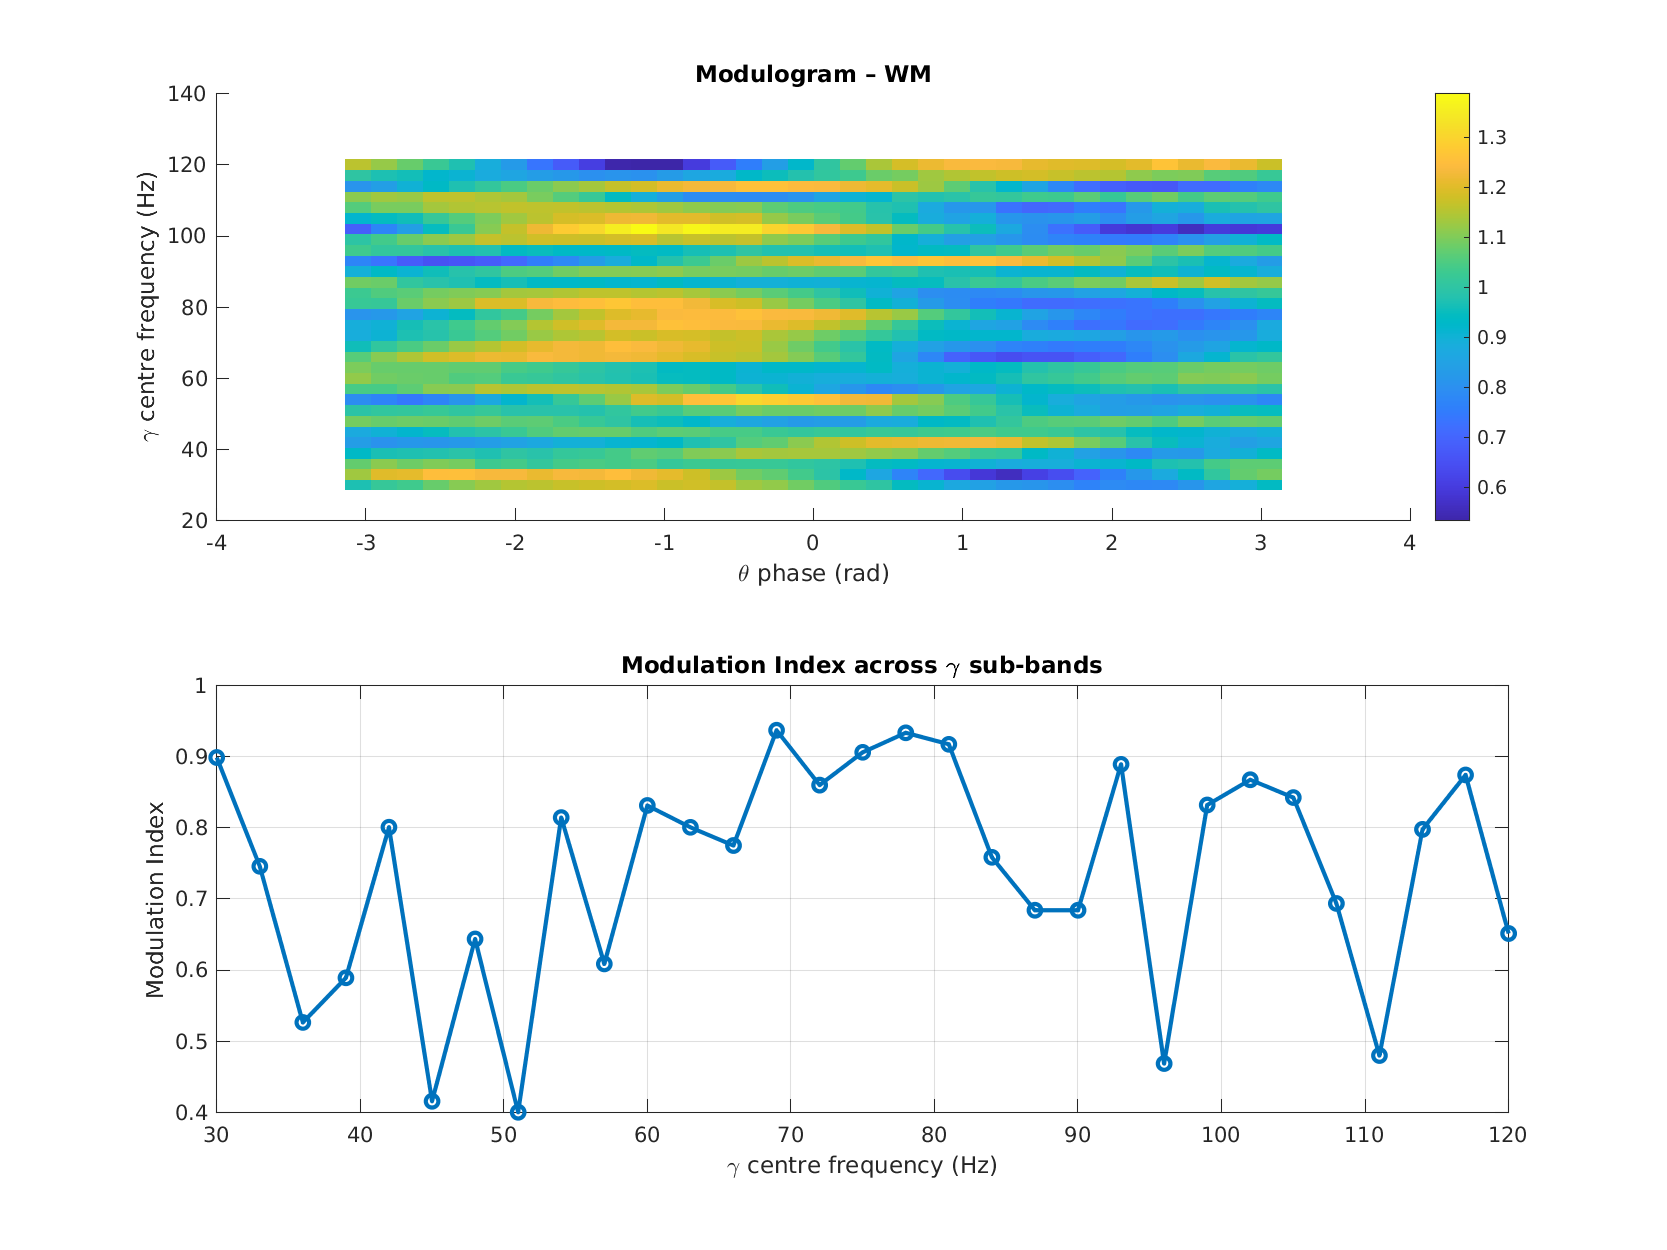 Modulogram – WM
γ centre frequency (Hz)
140
120
100
80
60
40
20
-4 -3 -2 -1 0 1 2 3 4
θ phase (rad)
1.3
1.2
1.1
1
0.9
0.8
0.7
0.6
Modulation Index across γ sub-bands
Modulation Index
1
0.9
0.8
0.7
0.6
0.5
0.4
30 40 50 60 70 80 90 100 110 120
γ centre frequency (Hz)